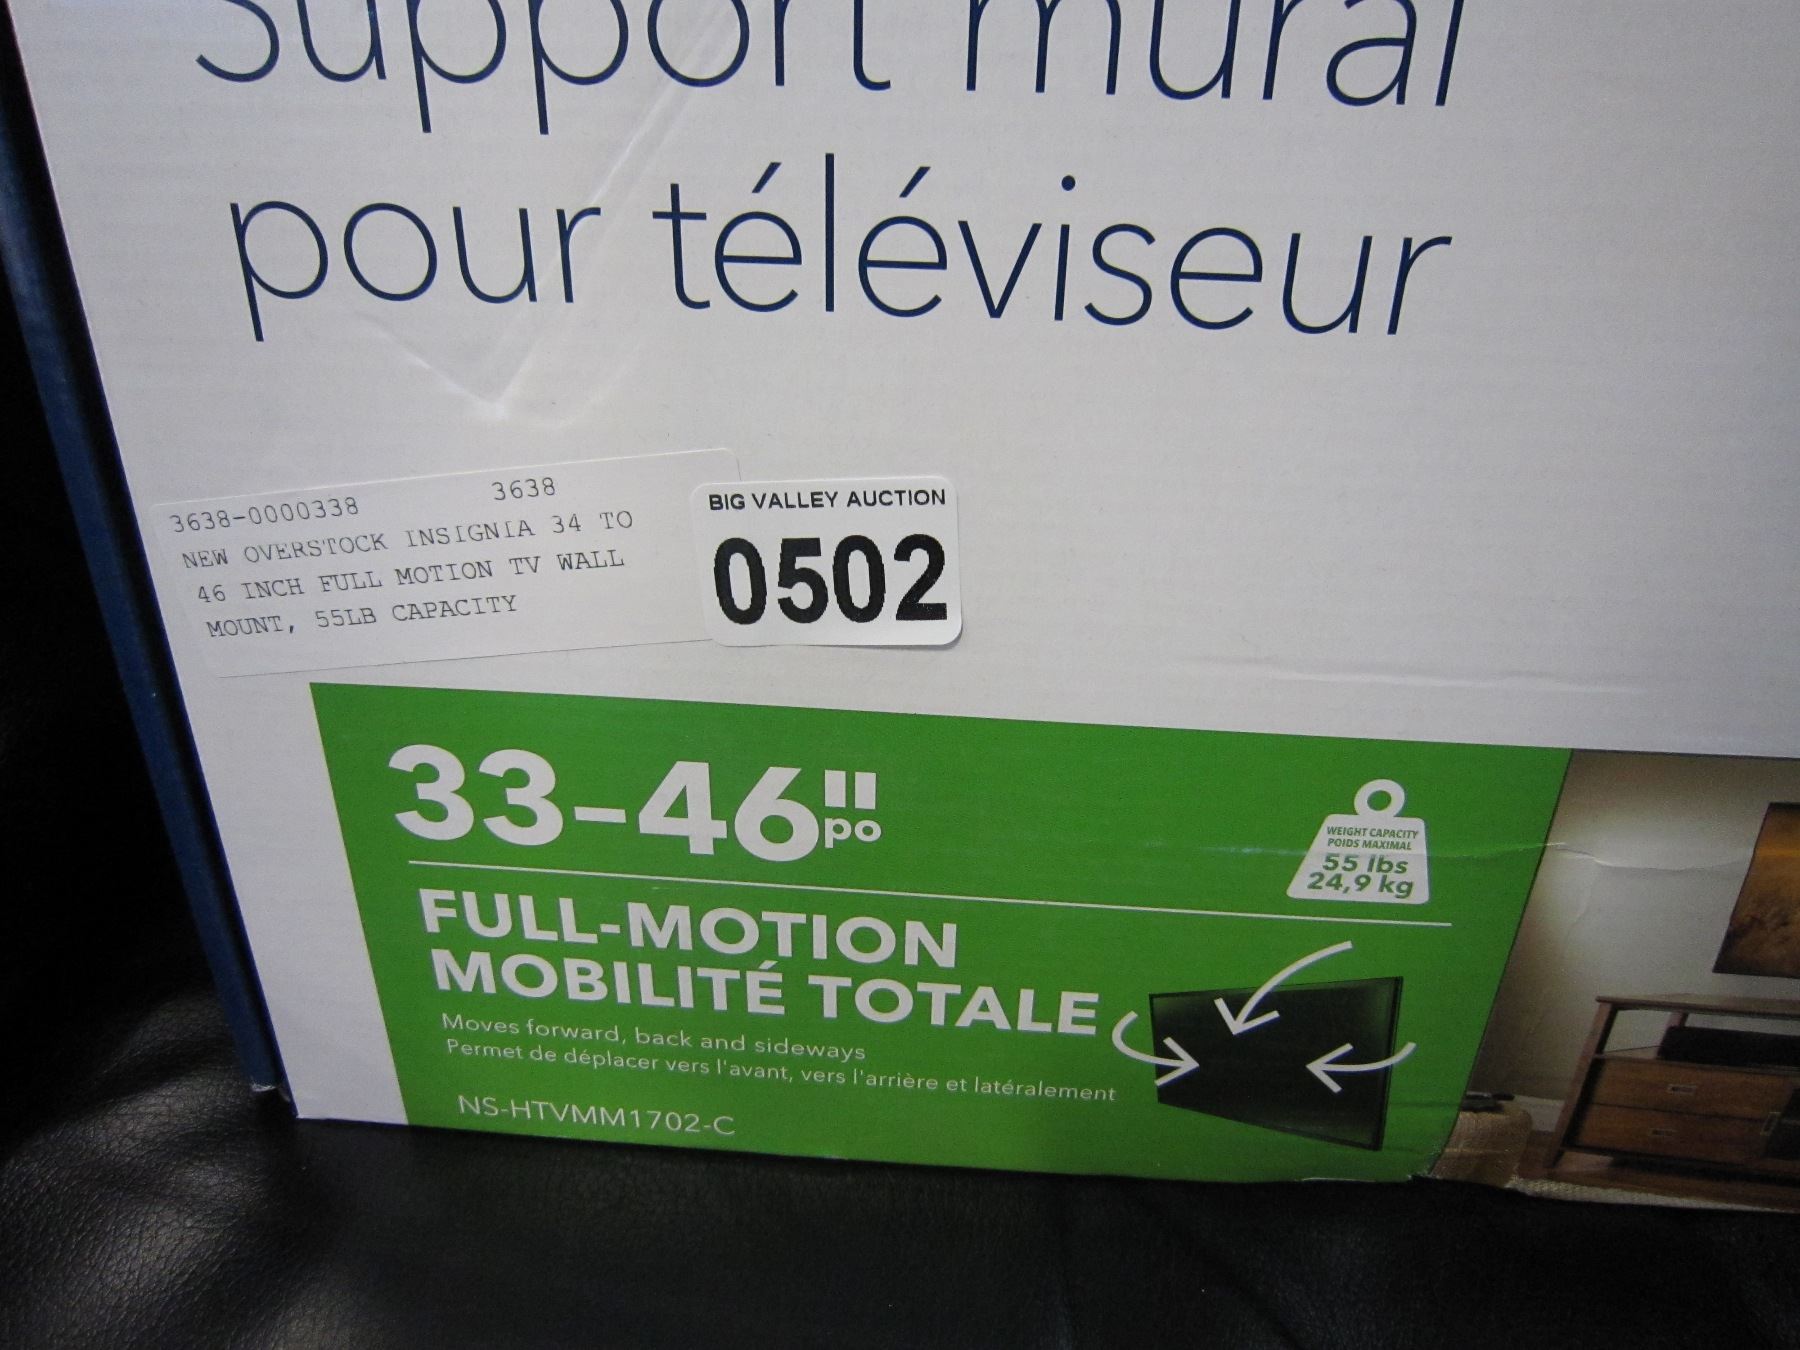 Support mural
pour téléviseur
3638-0000338 3638
NEW OVERSTOCK INSIGNIA 34 TO
46 INCH FULL MOTION TV WALL
MOUNT, 55LB CAPACITY
BIG VALLEY AUCTION
0502
33-46"
po
WEIGHT CAPACITY
POIDS MAXIMAL
55 lbs
24,9 kg
FULL-MOTION
MOBILITÉ TOTALE
Moves forward, back and sideways
Permet de déplacer vers l'avant, vers l'arrière et latéralement
NS-HTVMM1702-C